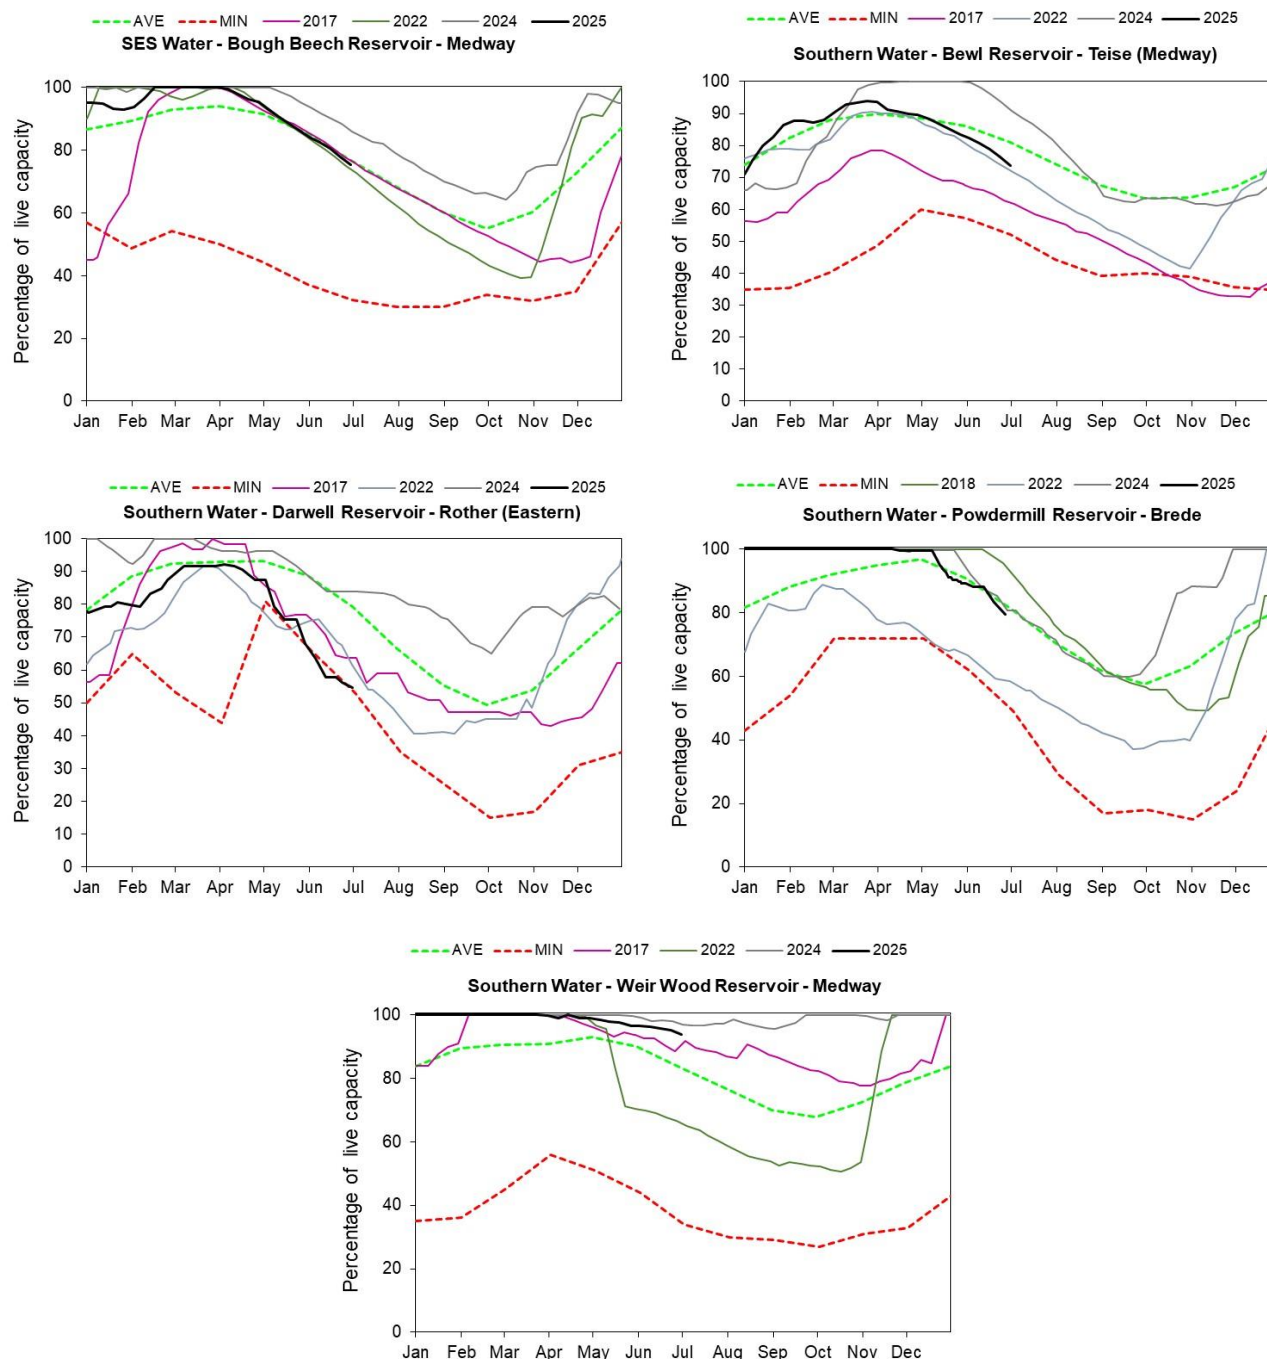 AVE MIN 2017 2022 2024 2025
SES Water - Bough Beech Reservoir - Medway
Percentage of live capacity
100
80
60
40
20
0
Jan Feb Mar Apr May Jun Jul Aug Sep Oct Nov Dec
AVE MIN 2017 2022 2024 2025
Southern Water - Bewl Reservoir - Teise (Medway)
Percentage of live capacity
100
90
80
70
60
50
40
30
20
10
0
Jan Feb Mar Apr May Jun Jul Aug Sep Oct Nov Dec
AVE MIN 2017 2022 2024 2025
Southern Water - Darwell Reservoir - Rother (Eastern)
Percentage of live capacity
100
90
80
70
60
50
40
30
20
10
0
Jan Feb Mar Apr May Jun Jul Aug Sep Oct Nov Dec
AVE MIN 2018 2022 2024 2025
Southern Water - Powdermill Reservoir - Brede
Percentage of live capacity
100
80
60
40
20
0
Jan Feb Mar Apr May Jun Jul Aug Sep Oct Nov Dec
AVE MIN 2017 2022 2024 2025
Southern Water - Weir Wood Reservoir - Medway
Percentage of live capacity
100
80
60
40
20
0
Jan Feb Mar Apr May Jun Jul Aug Sep Oct Nov Dec